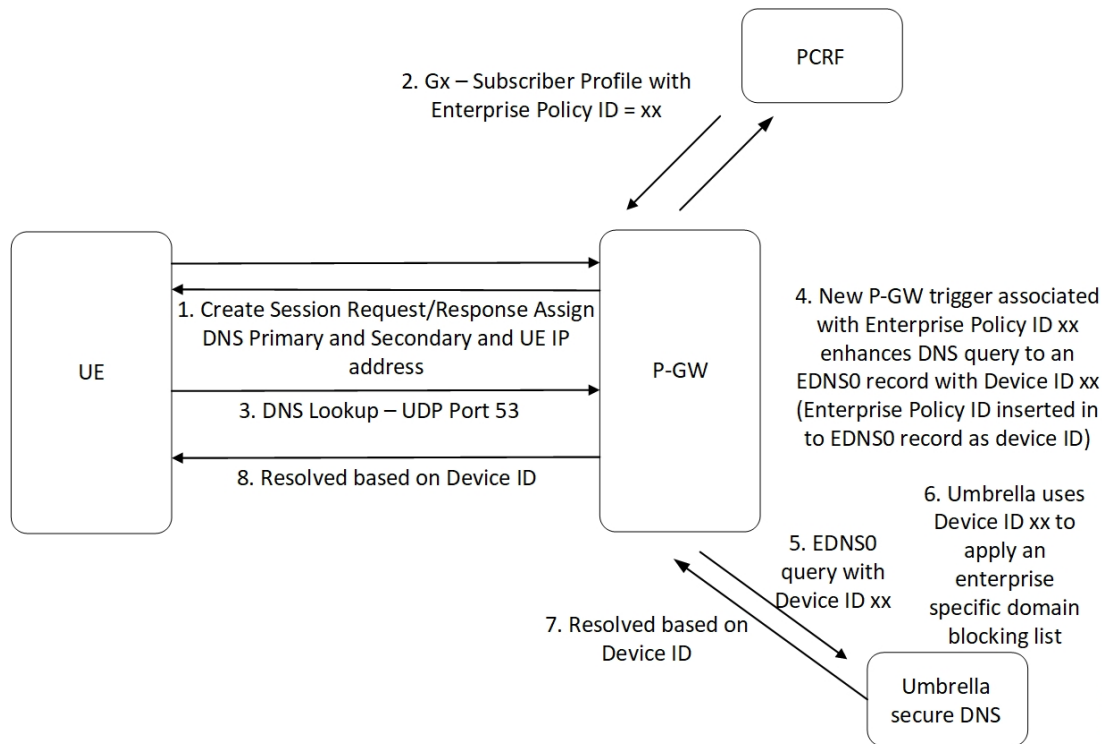 PCRF
2. Gx – Subscriber Profile with
Enterprise Policy ID = xx
1. Create Session Request/Response Assign
DNS Primary and Secondary and UE IP
address
UE
P-GW
3. DNS Lookup – UDP Port 53
4. New P-GW trigger associated
with Enterprise Policy ID xx
enhances DNS query to an
EDNS0 record with Device ID xx
(Enterprise Policy ID inserted in
to EDNS0 record as device ID)
8. Resolved based on Device ID
5. EDNS0
query with
Device ID xx
6. Umbrella uses
Device ID xx to
apply an
enterprise
specific domain
blocking list
7. Resolved based on
Device ID
Umbrella
secure DNS